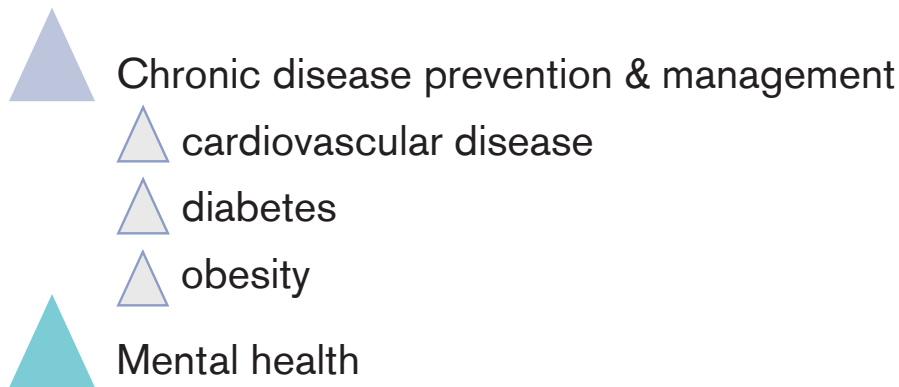 Chronic disease prevention & management
cardiovascular disease
diabetes
obesity
Mental health